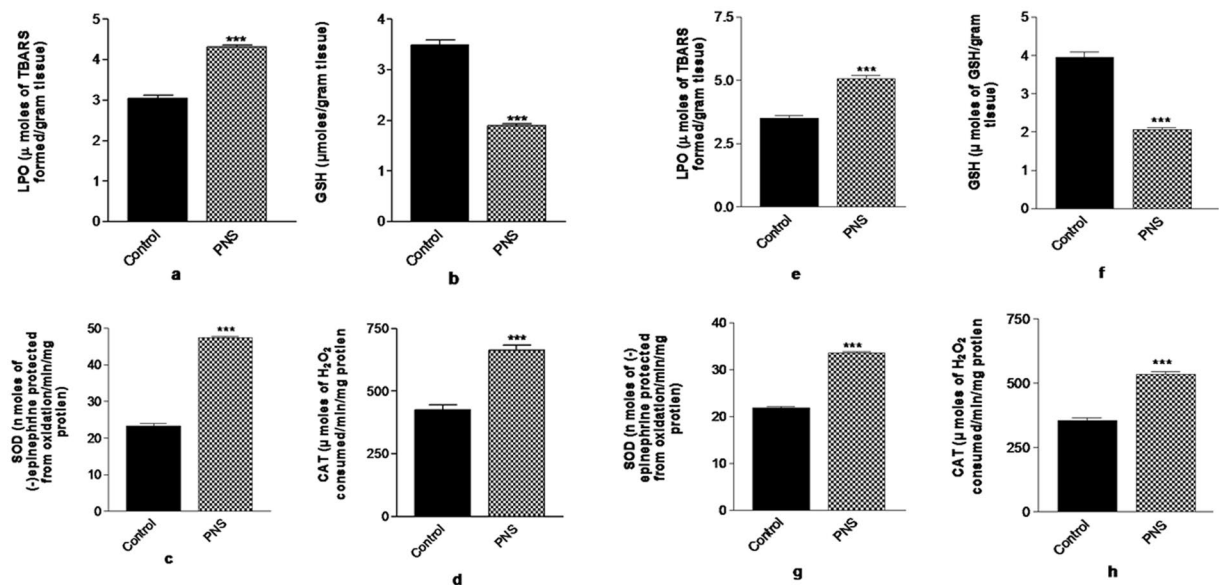 LPO (μ moles of TBARS
formed/gram tissue)
5
4
3
2
1
0
***
Control
PNS
a
GSH (μmoles/gram tissue)
4
3
2
1
0
***
Control
PNS
b
LPO (μ moles of TBARS
formed/gram tissue)
7.5
5.0
2.5
0.0
***
Control
PNS
e
GSH (μ moles of GSH/gram
tissue)
5
4
3
2
1
0
***
Control
PNS
f
SOD (n moles of
(-)epinephrine protected
from oxidation/min/mg
protien)
50
40
30
20
10
0
***
Control
PNS
c
CAT (μ moles of H₂O₂
consumed/min/mg protien
750
500
250
0
***
Control
PNS
d
SOD (n moles of (-)
epinephrine protected
from oxidation/min/mg
protien)
40
30
20
10
0
***
Control
PNS
g
CAT (μ moles of H₂O₂
consumed/min/mg protien
750
500
250
0
***
Control
PNS
h